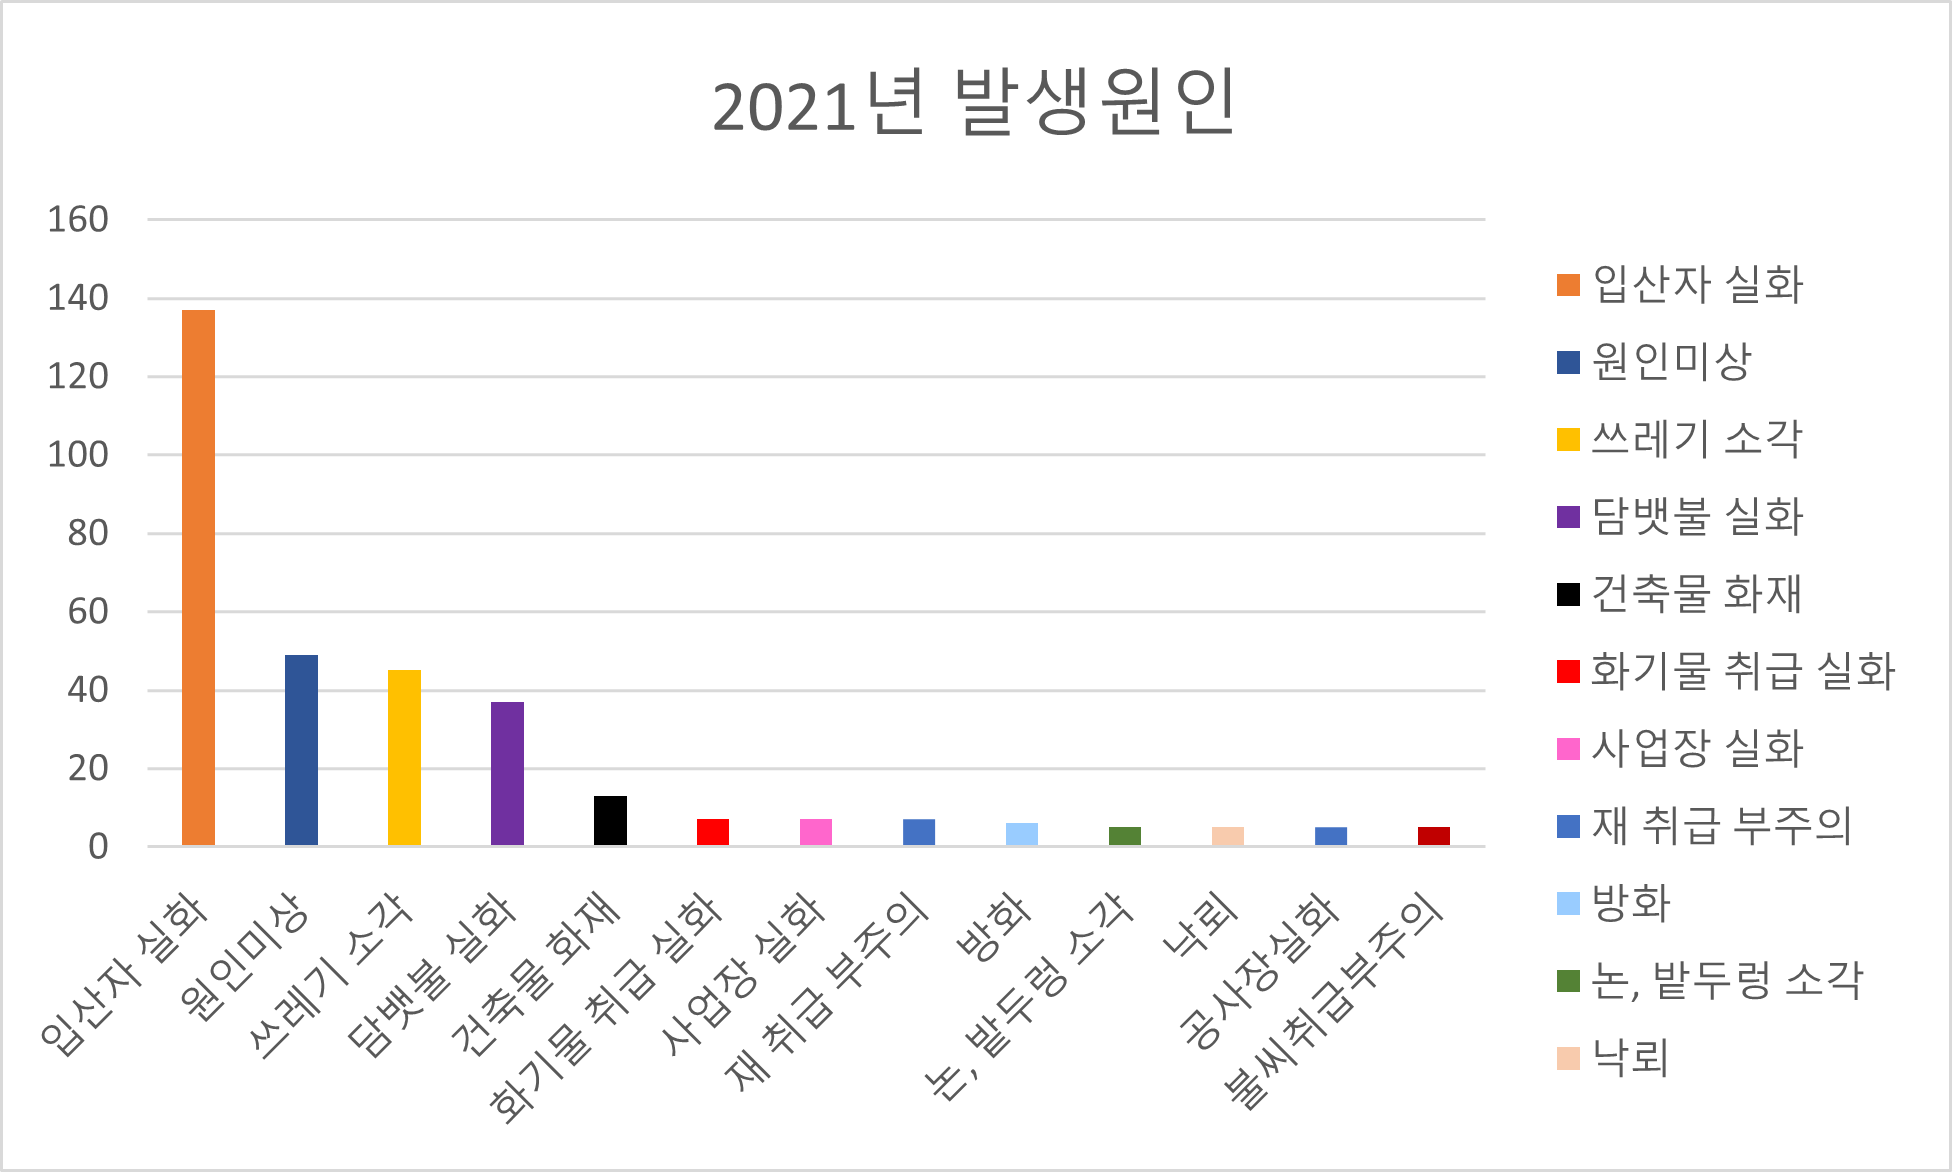 2021년 발생원인
160
140
120
100
80
60
40
20
0
입산자 실화
원인미상
쓰레기 소각
담뱃불 실화
건축물 화재
화기물 취급 실화
사업장 실화
재 취급 부주의
방화
논, 밭두렁 소각
낙뢰
공사장실화
불씨취급부주의
입산자 실화
원인미상
쓰레기 소각
담뱃불 실화
건축물 화재
화기물 취급 실화
사업장 실화
재 취급 부주의
방화
논, 밭두렁 소각
낙뢰